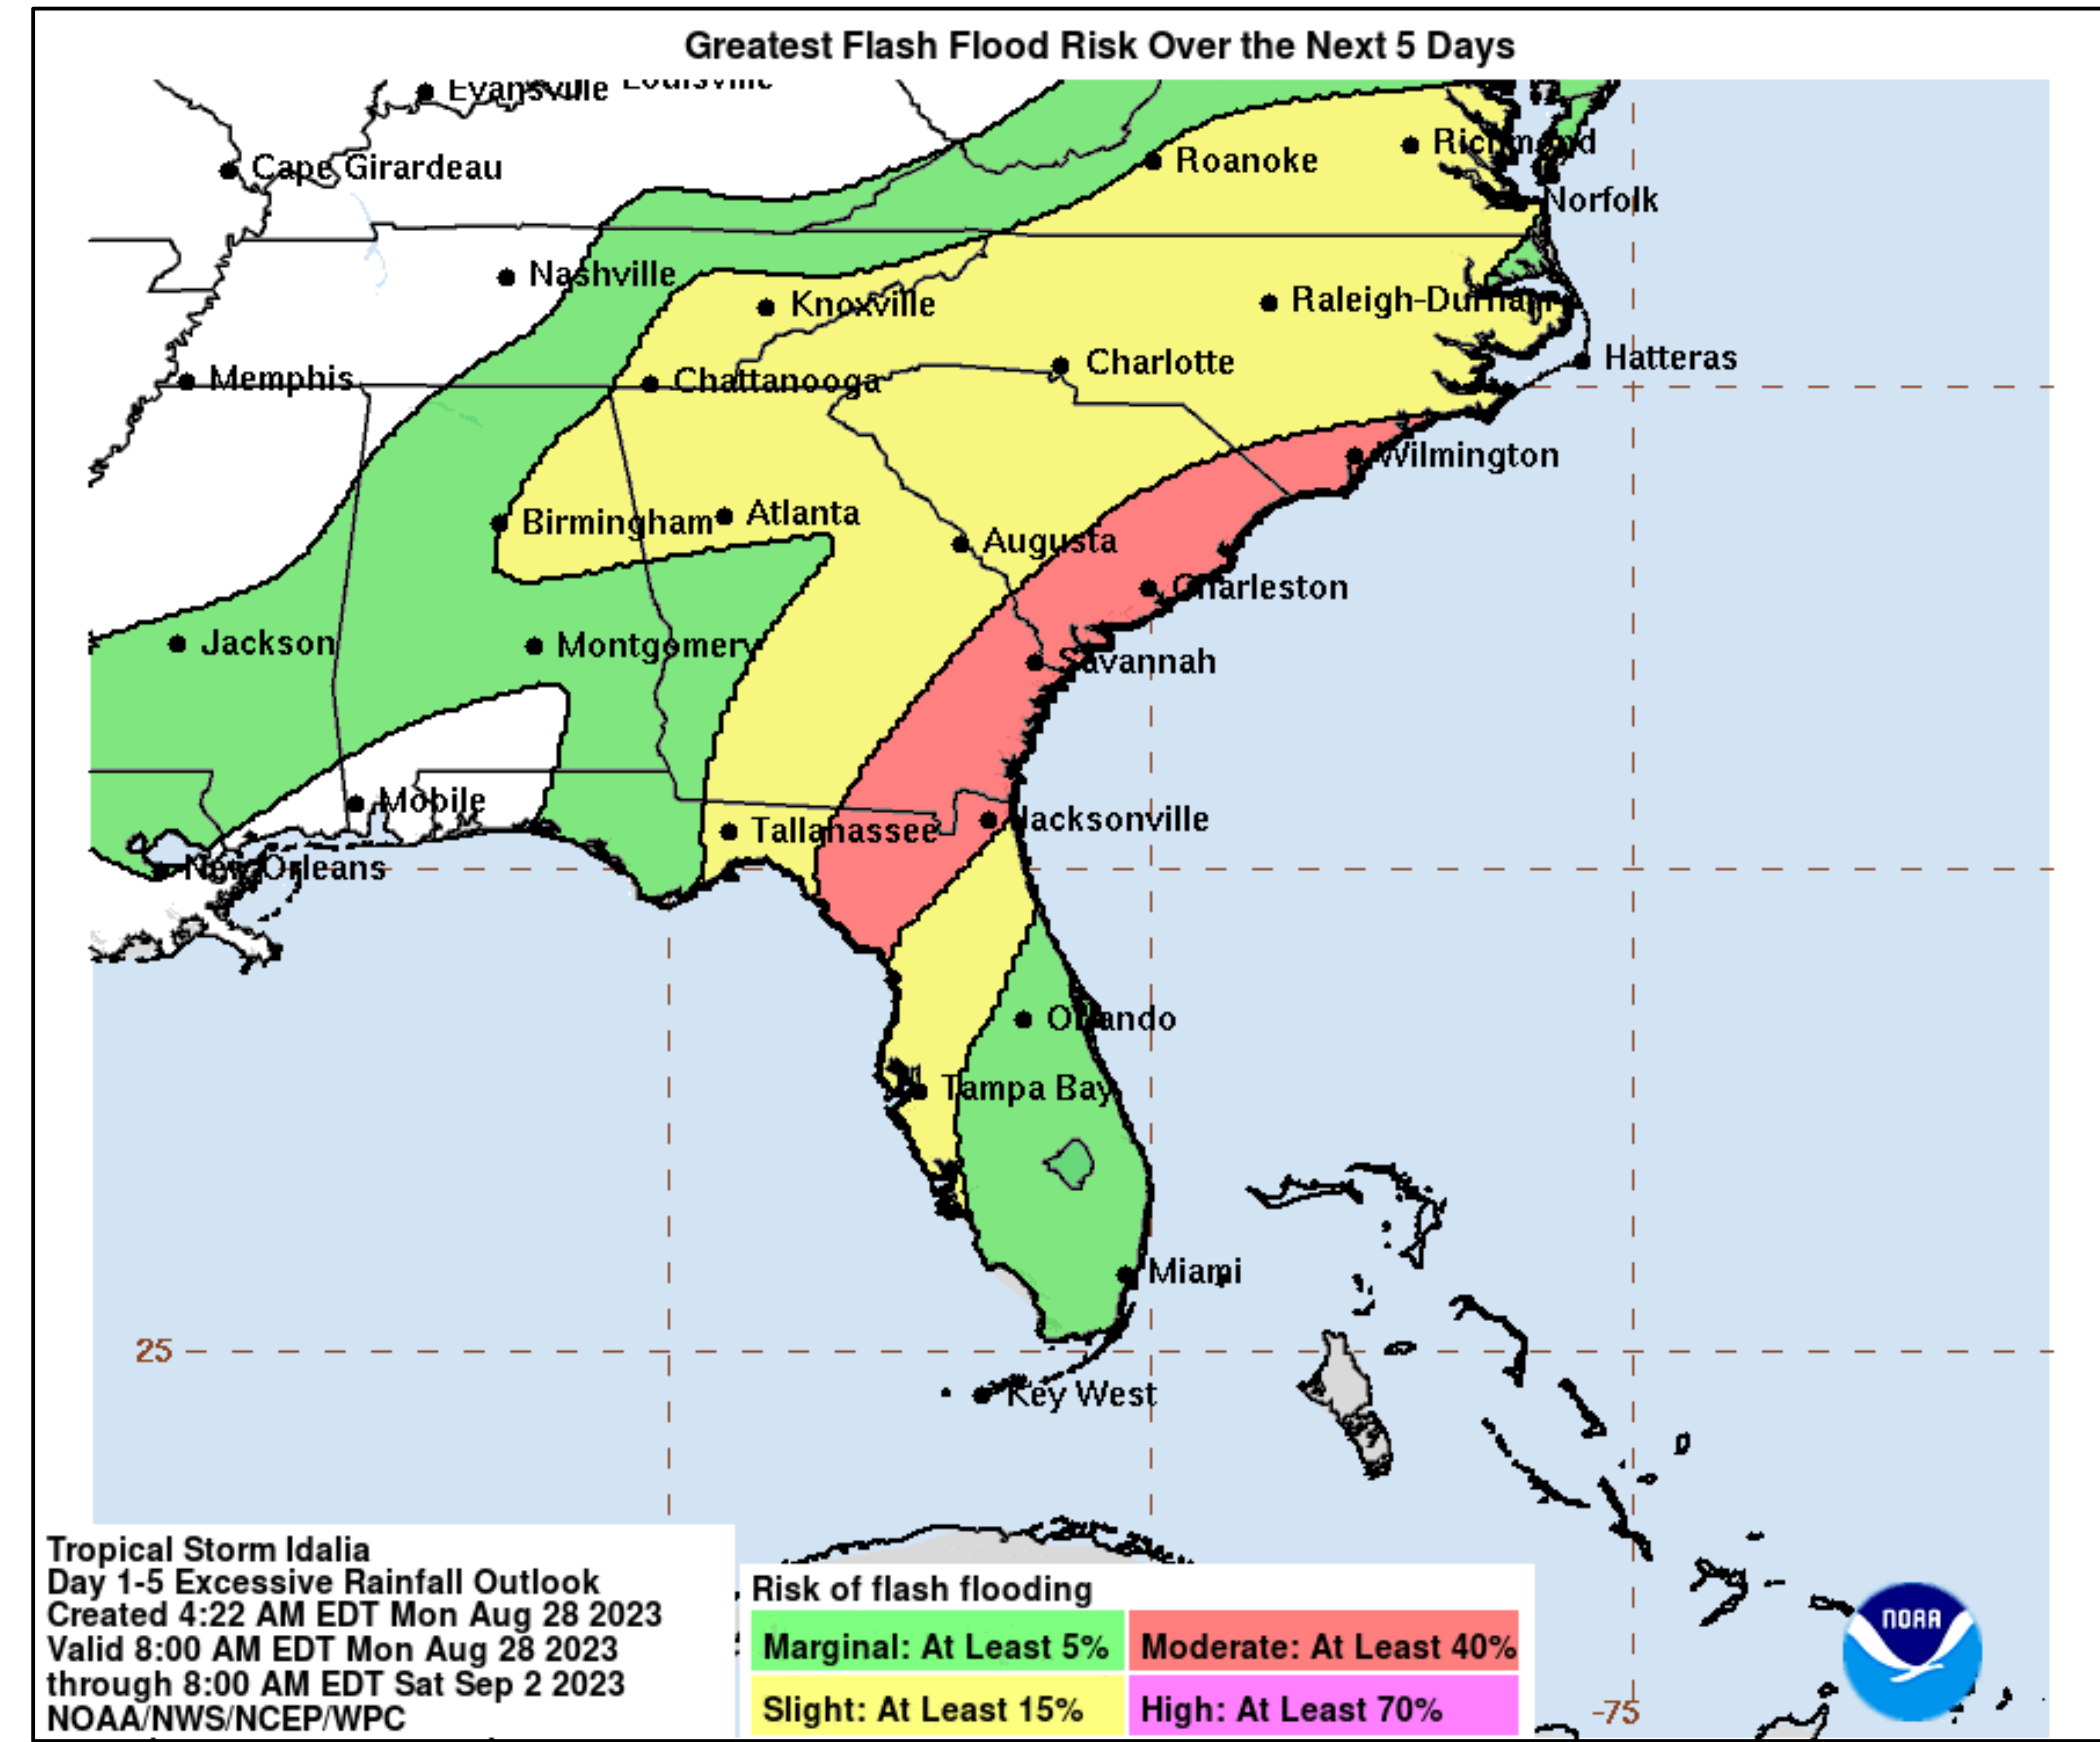 Greatest Flash Flood Risk Over the Next 5 Days
Evansville Louisville
Cape Girardeau
Roanoke
Richmond
Norfolk
Nashville
Knoxville
Raleigh-Durham
Memphis
Chattanooga
Charlotte
Hatteras
Wilmington
Birmingham
Atlanta
Augusta
Charleston
Jackson
Montgomery
Savannah
Mobile
Tallahassee
Jacksonville
New Orleans
Orlando
Tampa Bay
Miami
25
Key West
Tropical Storm Idalia
Day 1-5 Excessive Rainfall Outlook
Created 4:22 AM EDT Mon Aug 28 2023
Valid 8:00 AM EDT Mon Aug 28 2023
through 8:00 AM EDT Sat Sep 2 2023
NOAA/NWS/NCEP/WPC
Risk of flash flooding
Marginal: At Least 5%
Moderate: At Least 40%
Slight: At Least 15%
High: At Least 70%
-75
NOAA